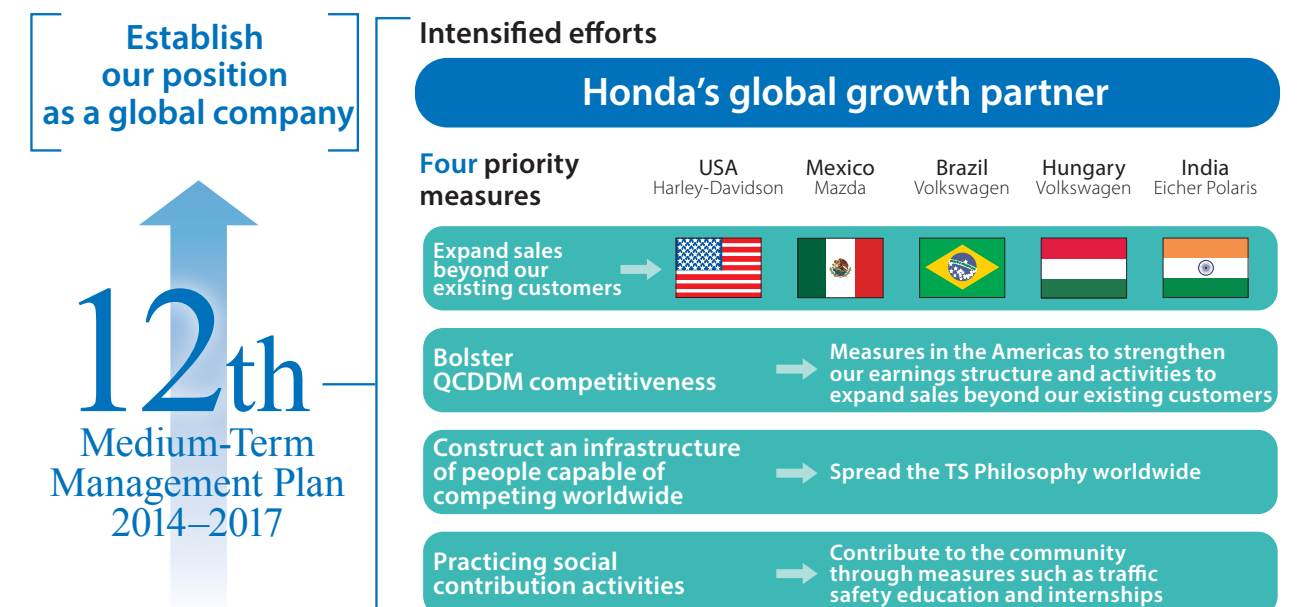 Establish
our position
as a global company
12th
Medium-Term
Management Plan
2014–2017
Intensified efforts
Honda’s global growth partner
Four priority
measures
USA
Harley-Davidson
Mexico
Mazda
Brazil
Volkswagen
Hungary
Volkswagen
India
Eicher Polaris
Expand sales
beyond our
existing customers
Bolster
QCDDM competitiveness
Measures in the Americas to strengthen
our earnings structure and activities to
expand sales beyond our existing customers
Construct an infrastructure
of people capable of
competing worldwide
Spread the TS Philosophy worldwide
Practicing social
contribution activities
Contribute to the community
through measures such as traffic
safety education and internships